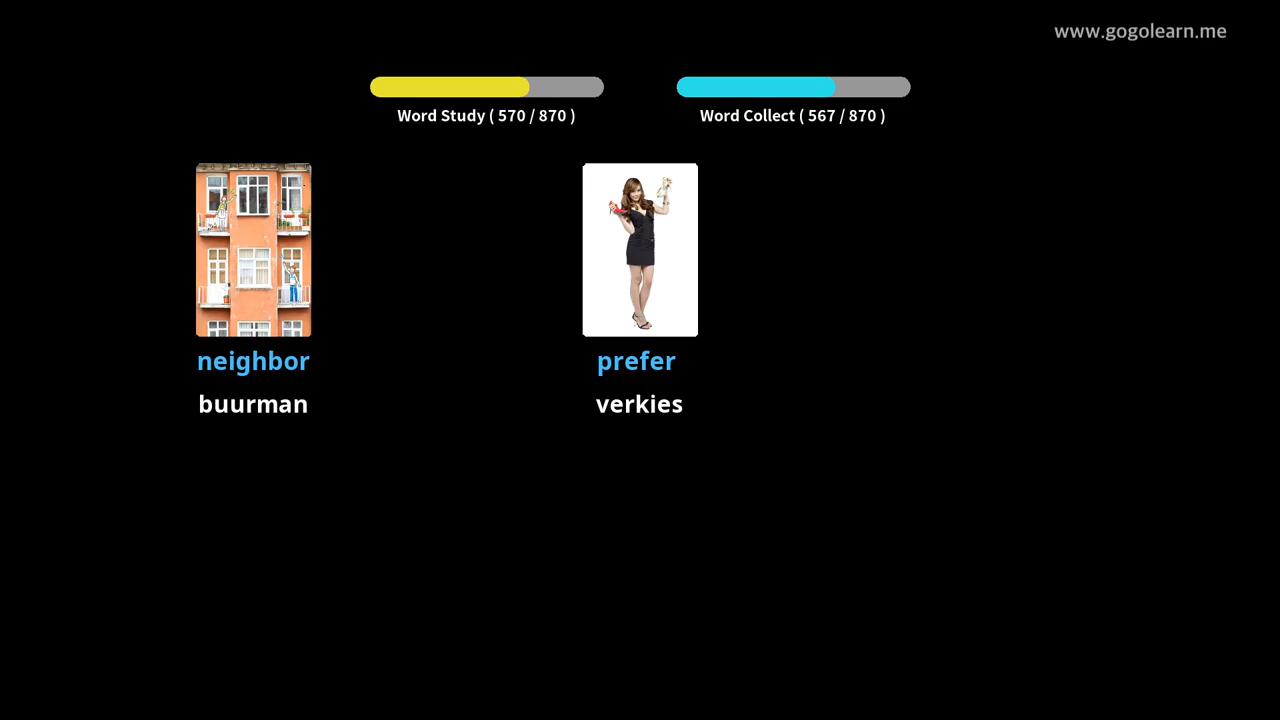 www.gogolearn.me
Word Study ( 570 / 870 )
Word Collect ( 567 / 870 )
neighbor
prefer
buurman
verkies